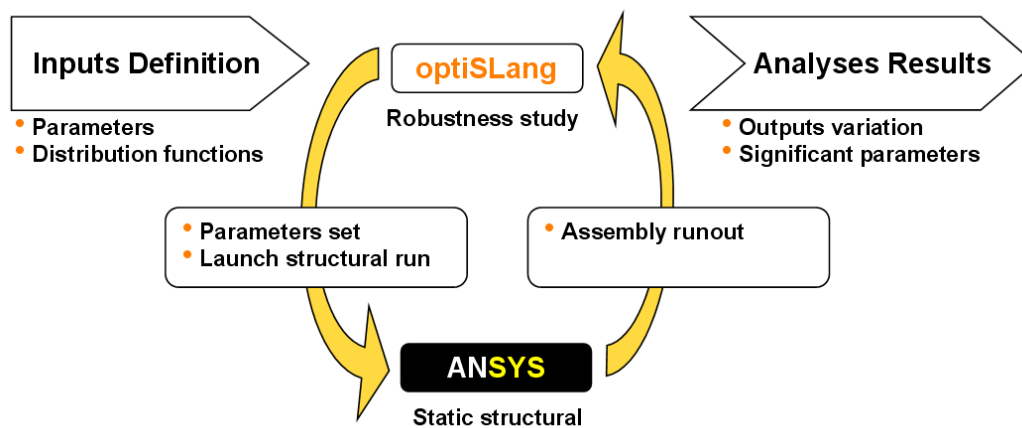 Inputs Definition
• Parameters
• Distribution functions
optiSLang
Robustness study
Analyses Results
• Outputs variation
• Significant parameters
• Parameters set
• Launch structural run
• Assembly runout
ANSYS
Static structural